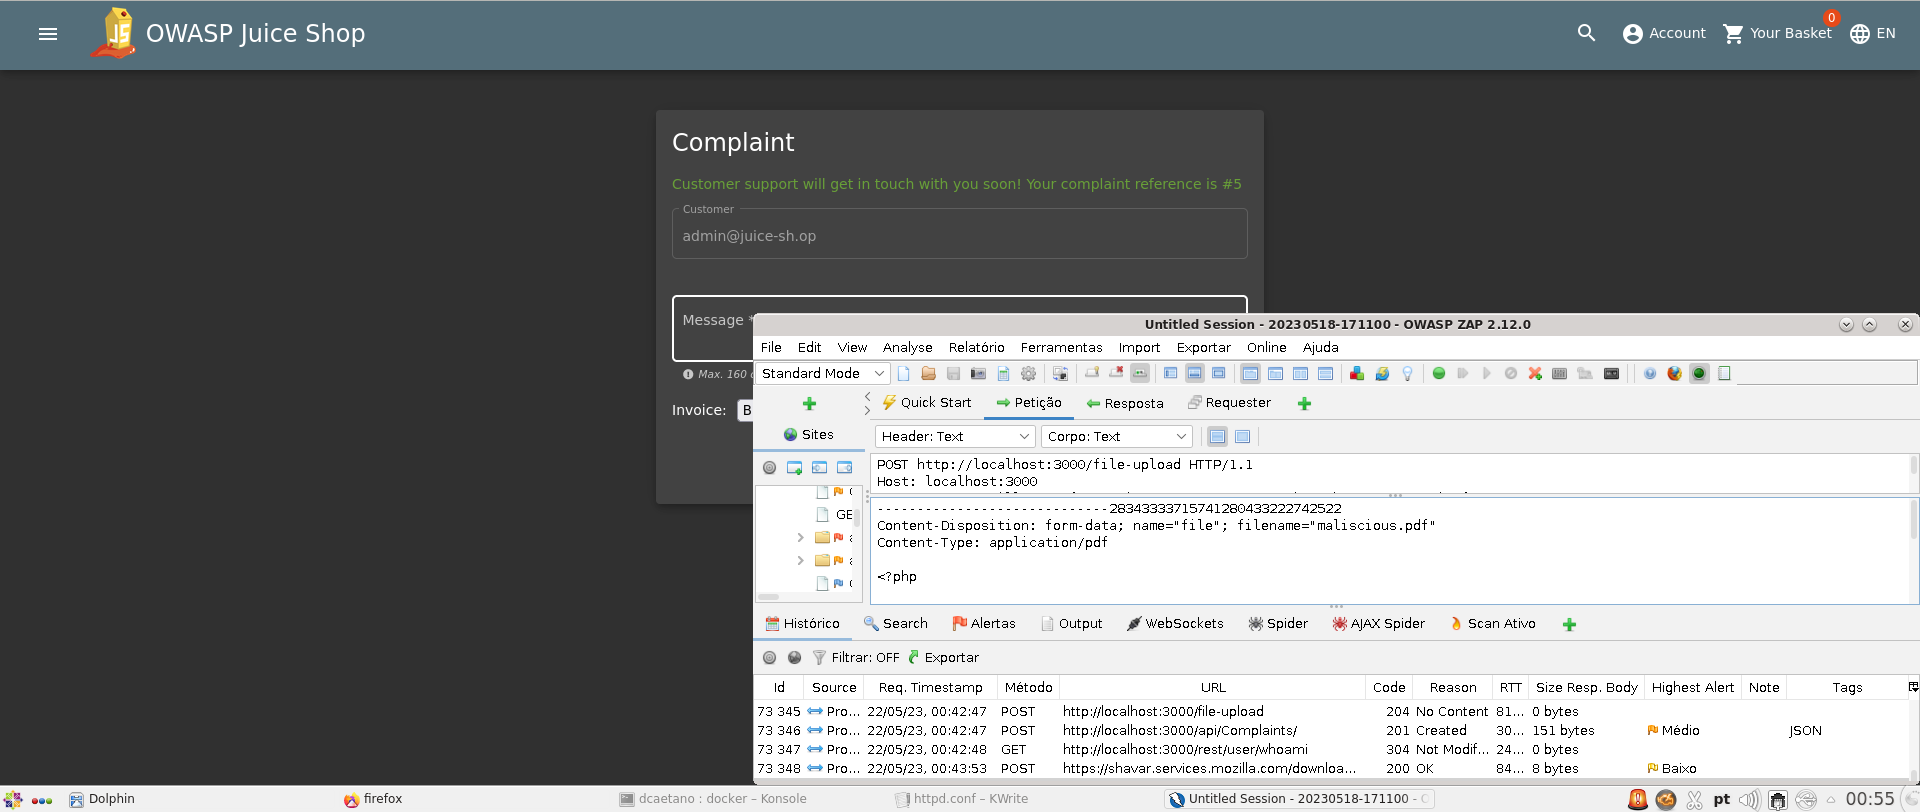 OWASP Juice Shop
Account
0
Your Basket
EN
Complaint
Customer support will get in touch with you soon! Your complaint reference is #5
Customer
admin@juice-sh.op
Message *
Max. 160
Invoice:
B
Untitled Session - 20230518-171100 - OWASP ZAP 2.12.0
File Edit View Analyse Relatório Ferramentas Import Exportar Online Ajuda
Standard Mode
Quick Start Petição Resposta Requester
Sites
Header: Text Corpo: Text
POST http://localhost:3000/file-upload HTTP/1.1
Host: localhost:3000
GE
-----------------------------283433337157412804332227425​22
Content-Disposition: form-data; name="file"; filename="maliscious.pdf"
Content-Type: application/pdf
<?php
Histórico Search Alertas Output WebSockets Spider AJAX Spider Scan Ativo
Filtrar: OFF Exportar
Id Source Req. Timestamp Método URL Code Reason RTT Size Resp. Body Highest Alert Note Tags
73 345 Pro... 22/05/23, 00:42:47 POST http://localhost:3000/file-upload 204 No Content 81... 0 bytes
73 346 Pro... 22/05/23, 00:42:47 POST http://localhost:3000/api/Complaints/ 201 Created 30... 151 bytes Médio JSON
73 347 Pro... 22/05/23, 00:42:48 GET http://localhost:3000/rest/user/whoami 304 Not Modif... 24... 0 bytes
73 348 Pro... 22/05/23, 00:43:53 POST https://shavar.services.mozilla.com/downloa... 200 OK 84... 8 bytes Baixo
Dolphin
firefox
dcaetano : docker – Konsole
httpd.conf – KWrite
Untitled Session - 20230518-171100 - O
pt
00:55